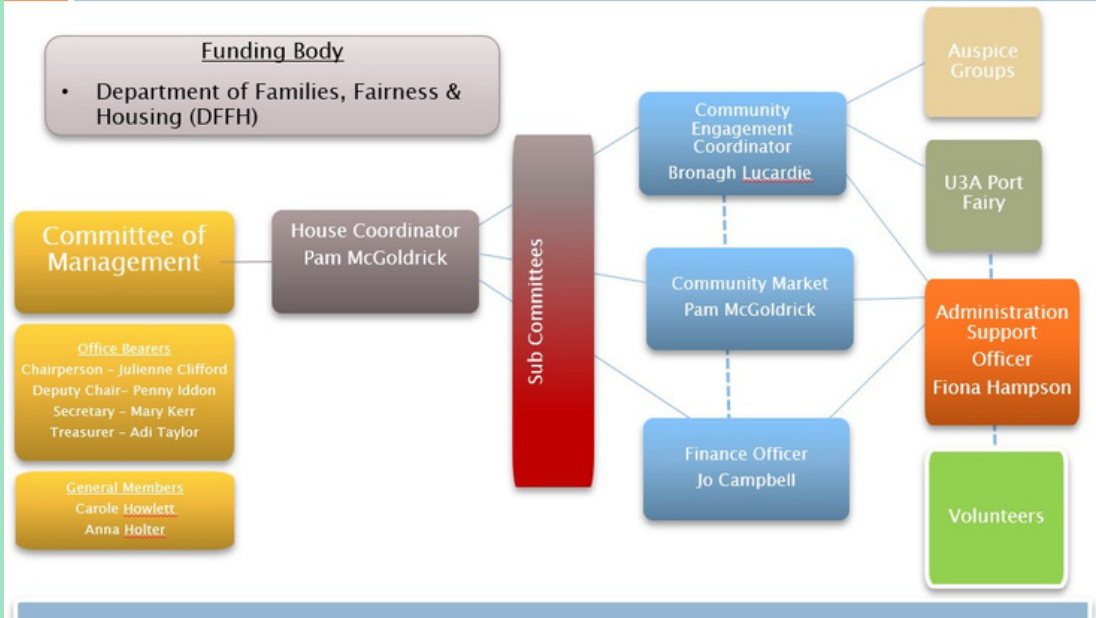 Funding Body
• Department of Families, Fairness &
Housing (DFFH)
Committee of
Management
Office Bearers
Chairperson – Julienne Clifford
Deputy Chair– Penny Iddon
Secretary – Mary Kerr
Treasurer – Adi Taylor
General Members
Carole Howlett
Anna Holter
House Coordinator
Pam McGoldrick
Sub Committees
Community
Engagement
Coordinator
Bronagh Lucardie
Community Market
Pam McGoldrick
Finance Officer
Jo Campbell
Auspice
Groups
U3A Port
Fairy
Administration
Support
Officer
Fiona Hampson
Volunteers